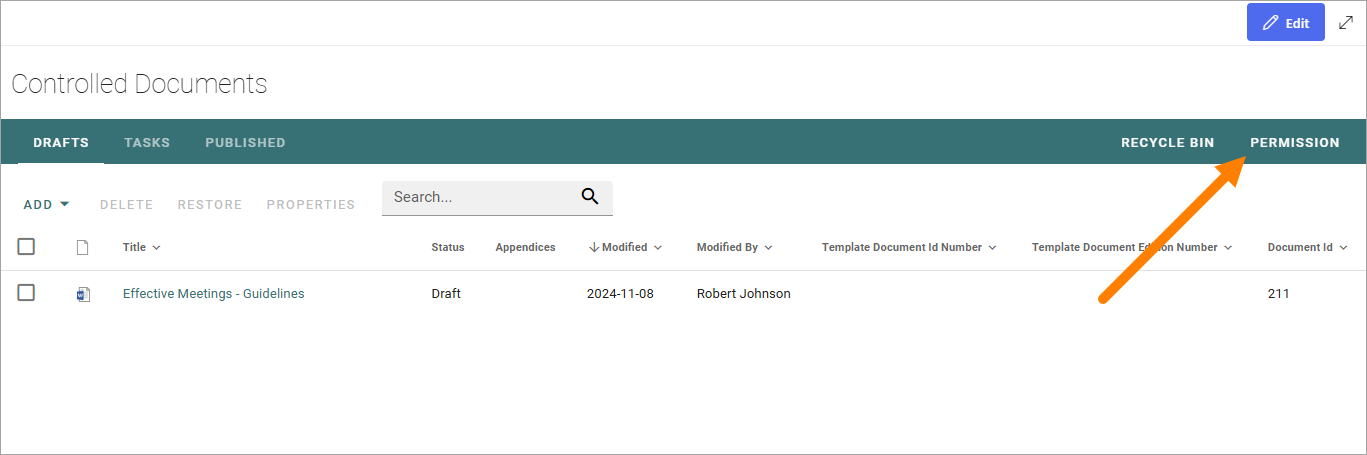 Edit
Controlled Documents
DRAFTS TASKS PUBLISHED RECYCLE BIN PERMISSION
ADD DELETE RESTORE PROPERTIES Search...
Title Status Appendices Modified Modified By Template Document Id Number Template Document Edition Number Document Id
Effective Meetings - Guidelines Draft 2024-11-08 Robert Johnson 211